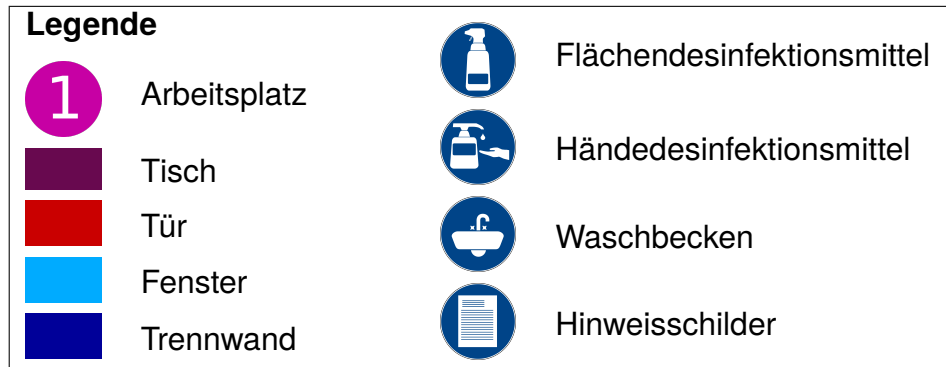 Legende
1
Arbeitsplatz
Tisch
Tür
Fenster
Trennwand
Flächendesinfektionsmittel
Händedesinfektionsmittel
Waschbecken
Hinweisschilder